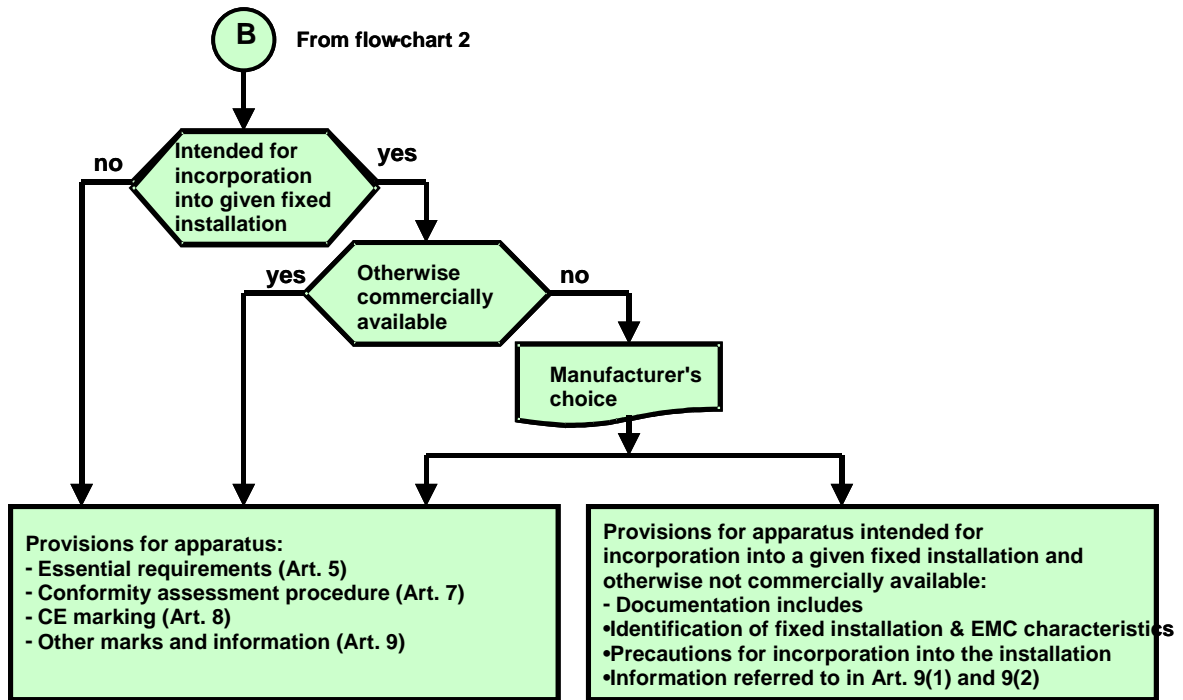 B
From flow-chart 2
no
Intended for
incorporation
into given fixed
installation
yes
yes
Otherwise
commercially
available
no
Manufacturer's
choice
Provisions for apparatus:
- Essential requirements (Art. 5)
- Conformity assessment procedure (Art. 7)
- CE marking (Art. 8)
- Other marks and information (Art. 9)
Provisions for apparatus intended for
incorporation into a given fixed installation and
otherwise not commercially available:
- Documentation includes
•Identification of fixed installation & EMC characteristics
•Precautions for incorporation into the installation
•Information referred to in Art. 9(1) and 9(2)